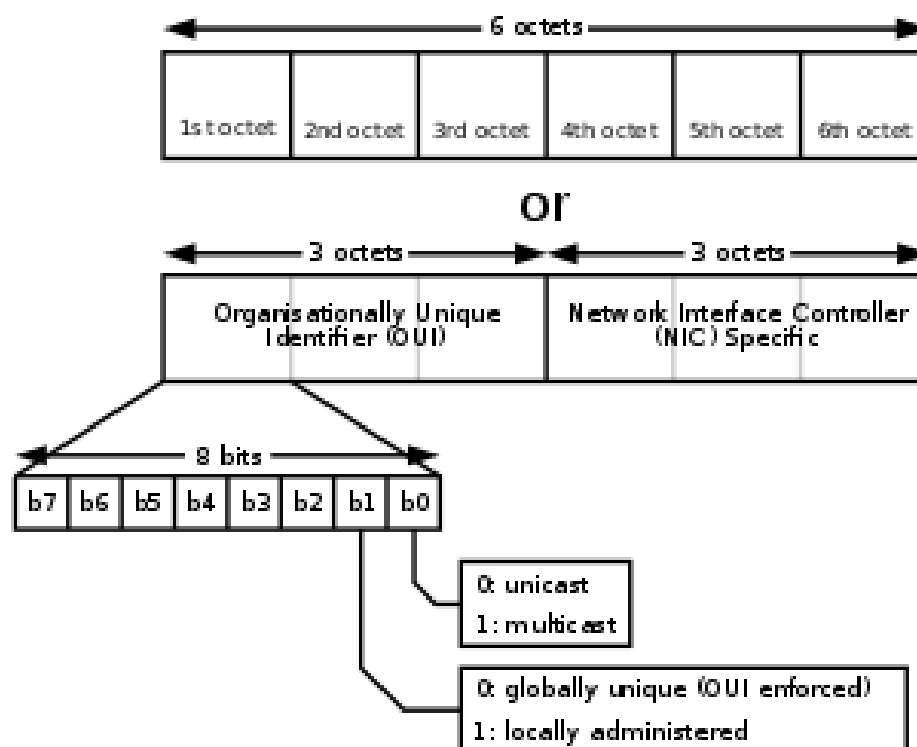 6 octets
1st octet 2nd octet 3rd octet 4th octet 5th octet 6th octet
or
3 octets 3 octets
Organisationally Unique
Identifier (OUI)
Network Interface Controller
(NIC) Specific
8 bits
b7 b6 b5 b4 b3 b2 b1 b0
0: unicast
1: multicast
0: globally unique (OUI enforced)
1: locally administered